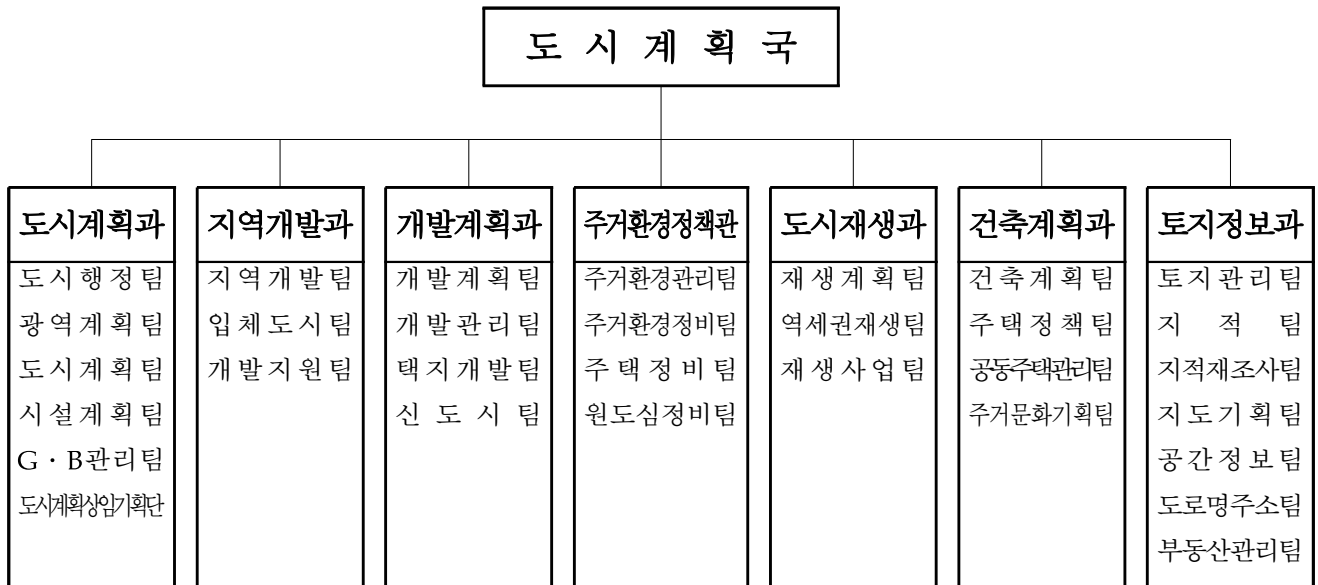 도시계획국
도시계획과
도시행정팀
광역계획팀
도시계획팀
시설계획팀
G·B관리팀
도시계획상임기획단
지역개발과
지역개발팀
입체도시팀
개발지원팀
개발계획과
개발계획팀
개발관리팀
택지개발팀
신도시팀
주거환경정책관
주거환경관리팀
주거환경정비팀
주택정비팀
원도심정비팀
도시재생과
재생계획팀
역세권재생팀
재생사업팀
건축계획과
건축계획팀
주택정책팀
공동주택관리팀
주거문화기획팀
토지정보과
토지관리팀
지적팀
지적재조사팀
지도기획팀
공간정보팀
도로명주소팀
부동산관리팀